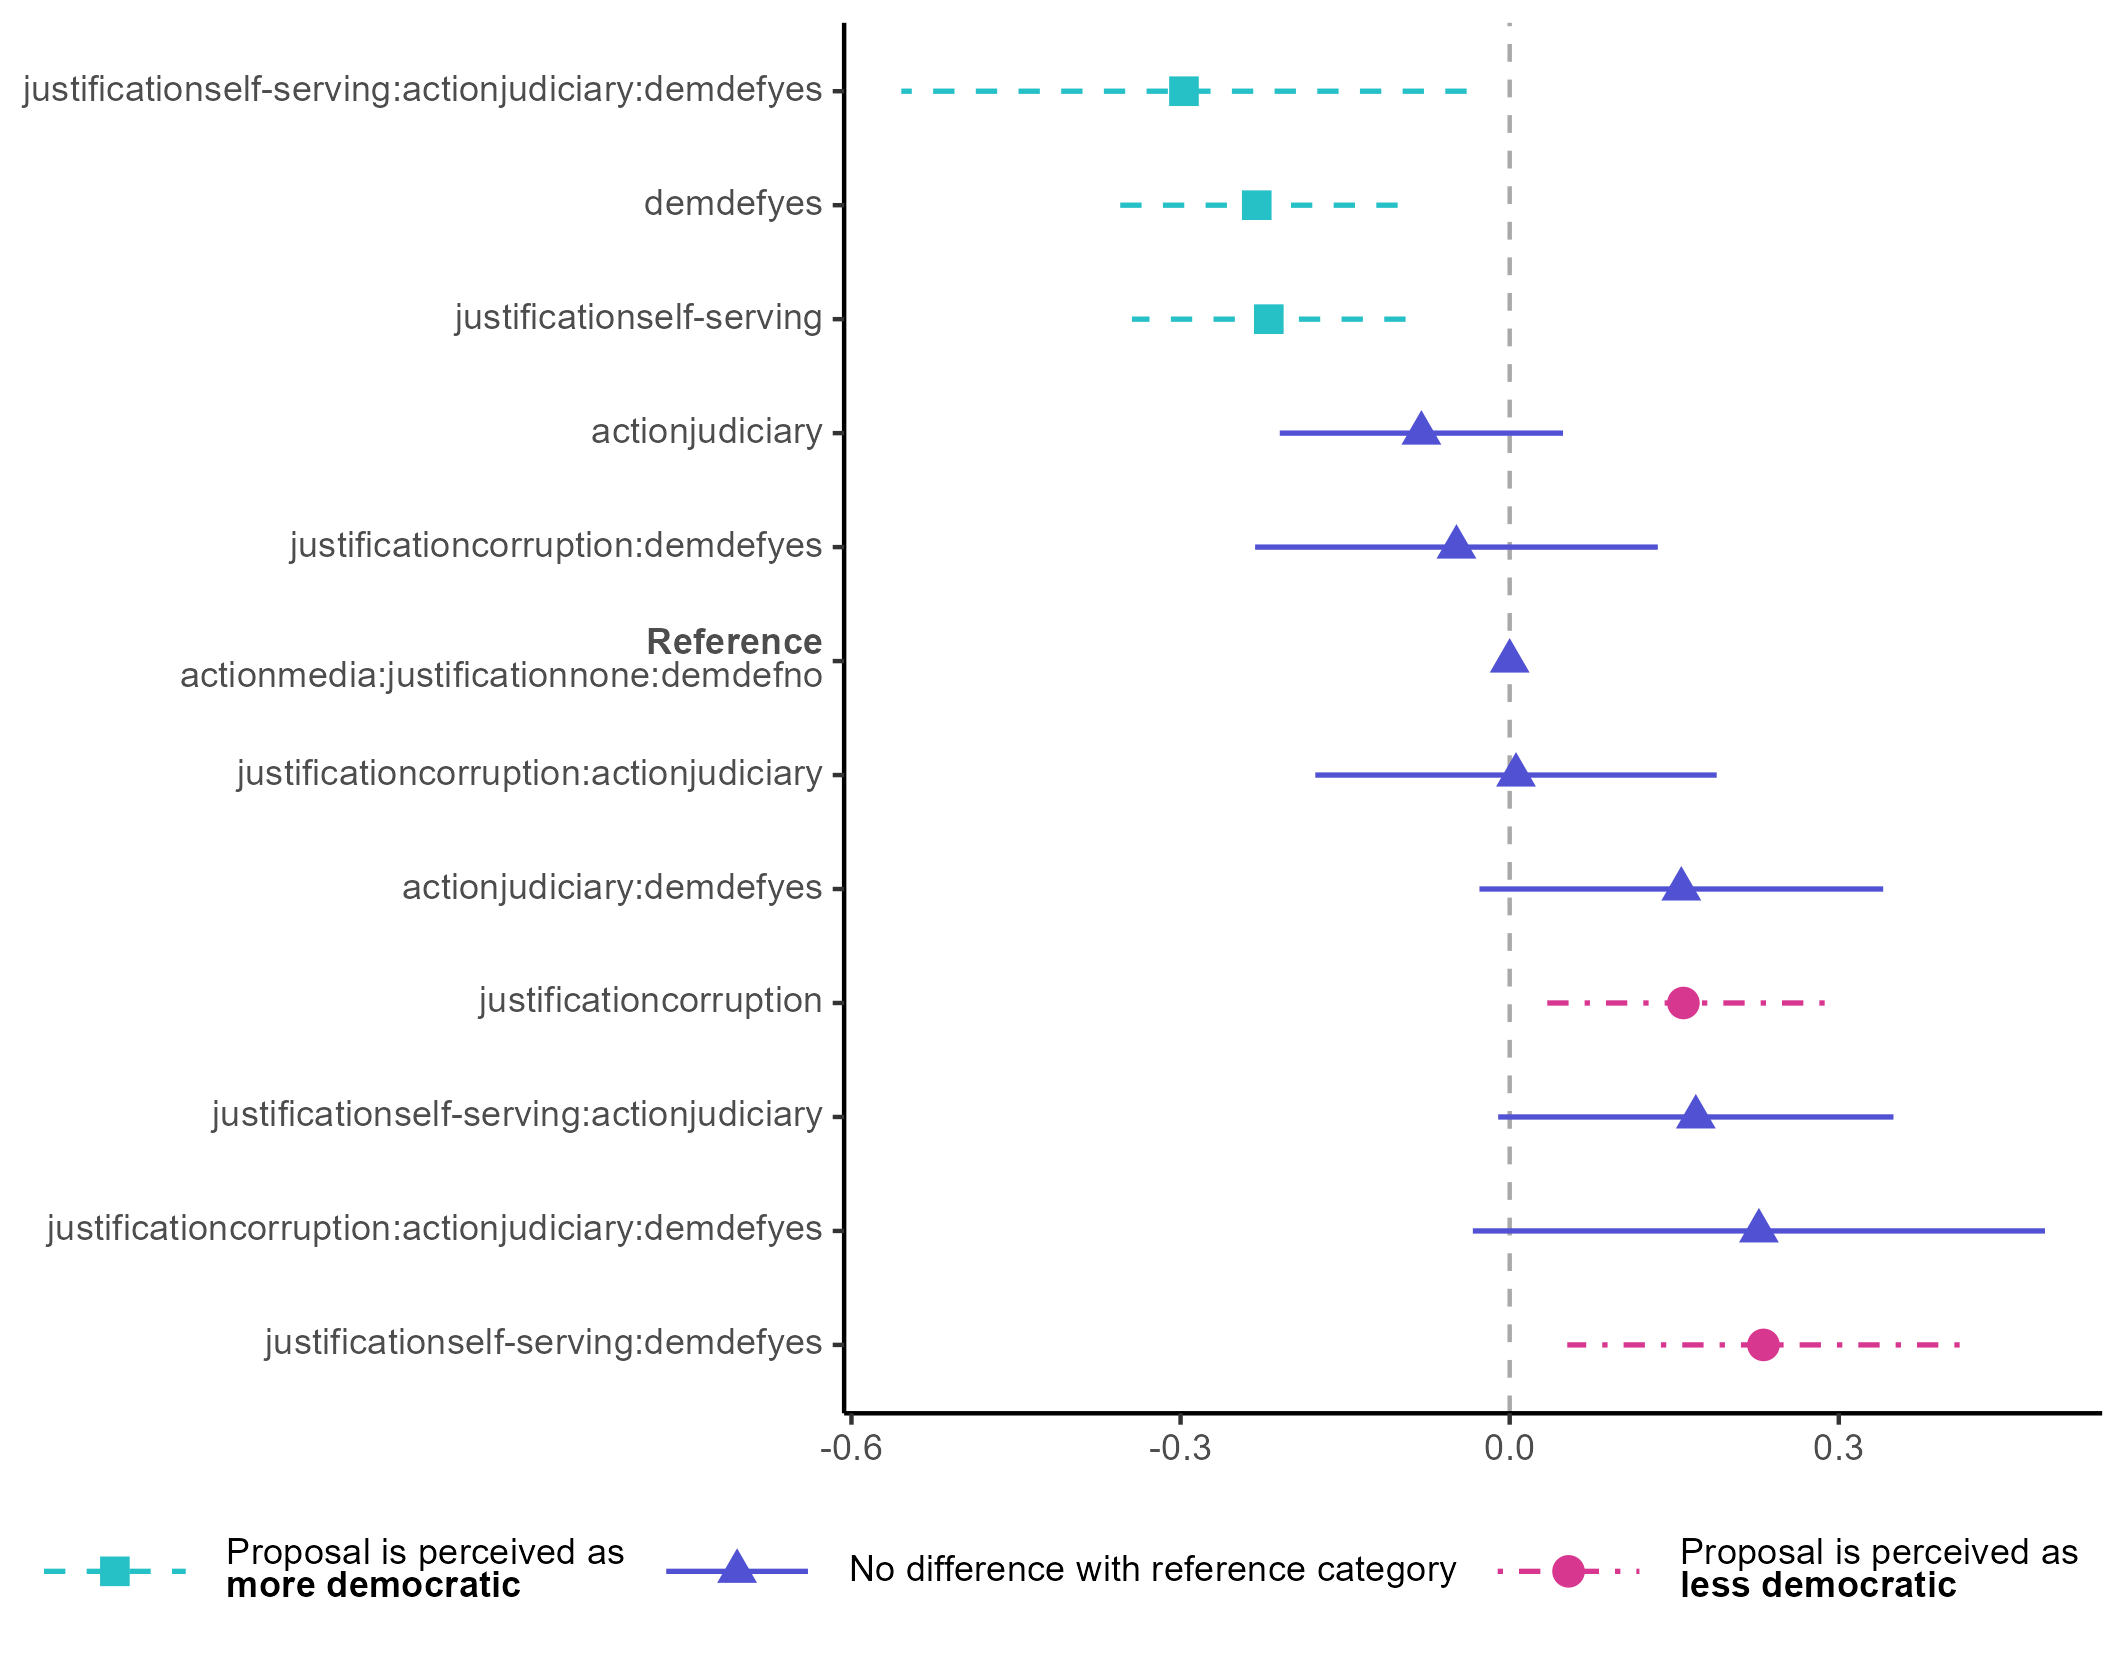 justificationself-serving:actionjudiciary:demdefyes
demdefyes
justificationself-serving
actionjudiciary
justificationcorruption:demdefyes
Reference
actionmedia:justificationnone:demdefno
justificationcorruption:actionjudiciary
actionjudiciary:demdefyes
justificationcorruption
justificationself-serving:actionjudiciary
justificationcorruption:actionjudiciary:demdefyes
justificationself-serving:demdefyes
-0.6 -0.3 0.0 0.3
Proposal is perceived as
more democratic
No difference with reference category
Proposal is perceived as
less democratic